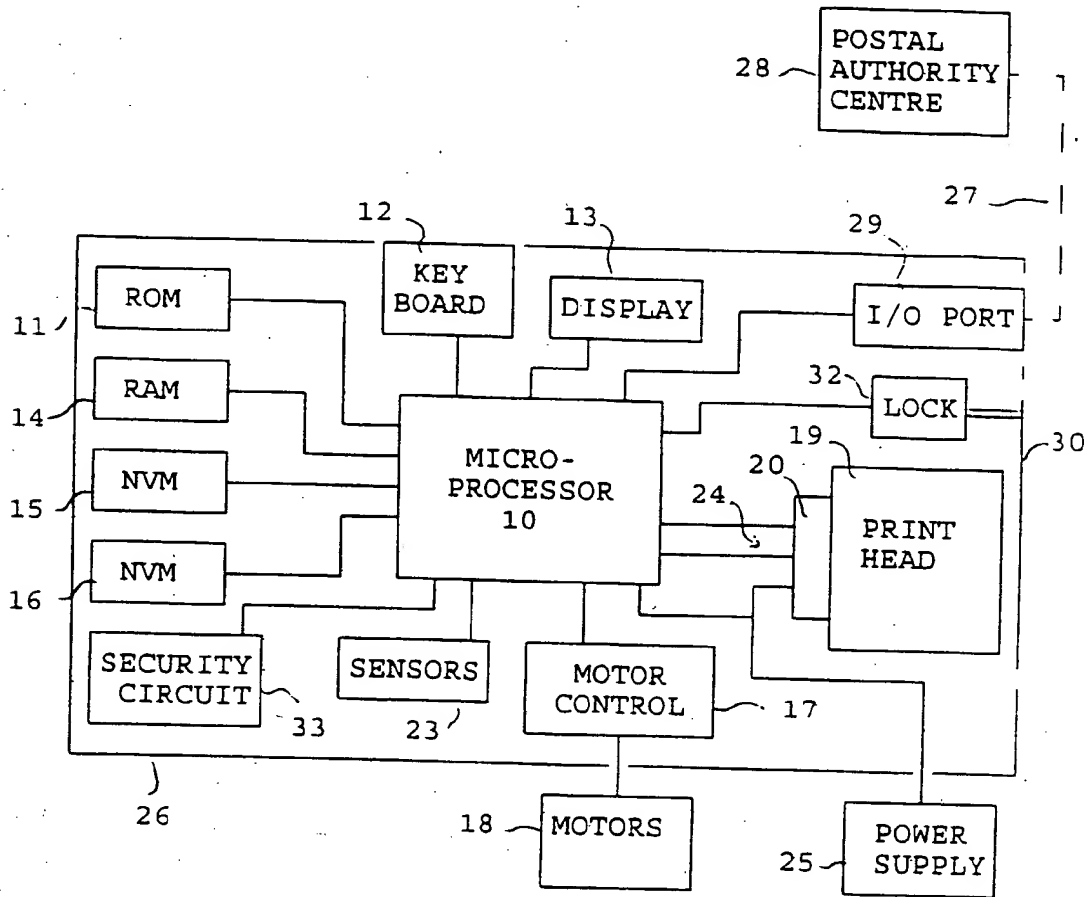 POSTAL
AUTHORITY
CENTRE
28
27
12
13
29
KEY
BOARD
ROM
11
DISPLAY
I/O PORT
RAM
14
32
LOCK
30
MICRO-
PROCESSOR
10
NVM
15
19
20
24
PRINT
HEAD
NVM
16
SECURITY
CIRCUIT
33
SENSORS
23
MOTOR
CONTROL
17
26
18
MOTORS
25
POWER
SUPPLY